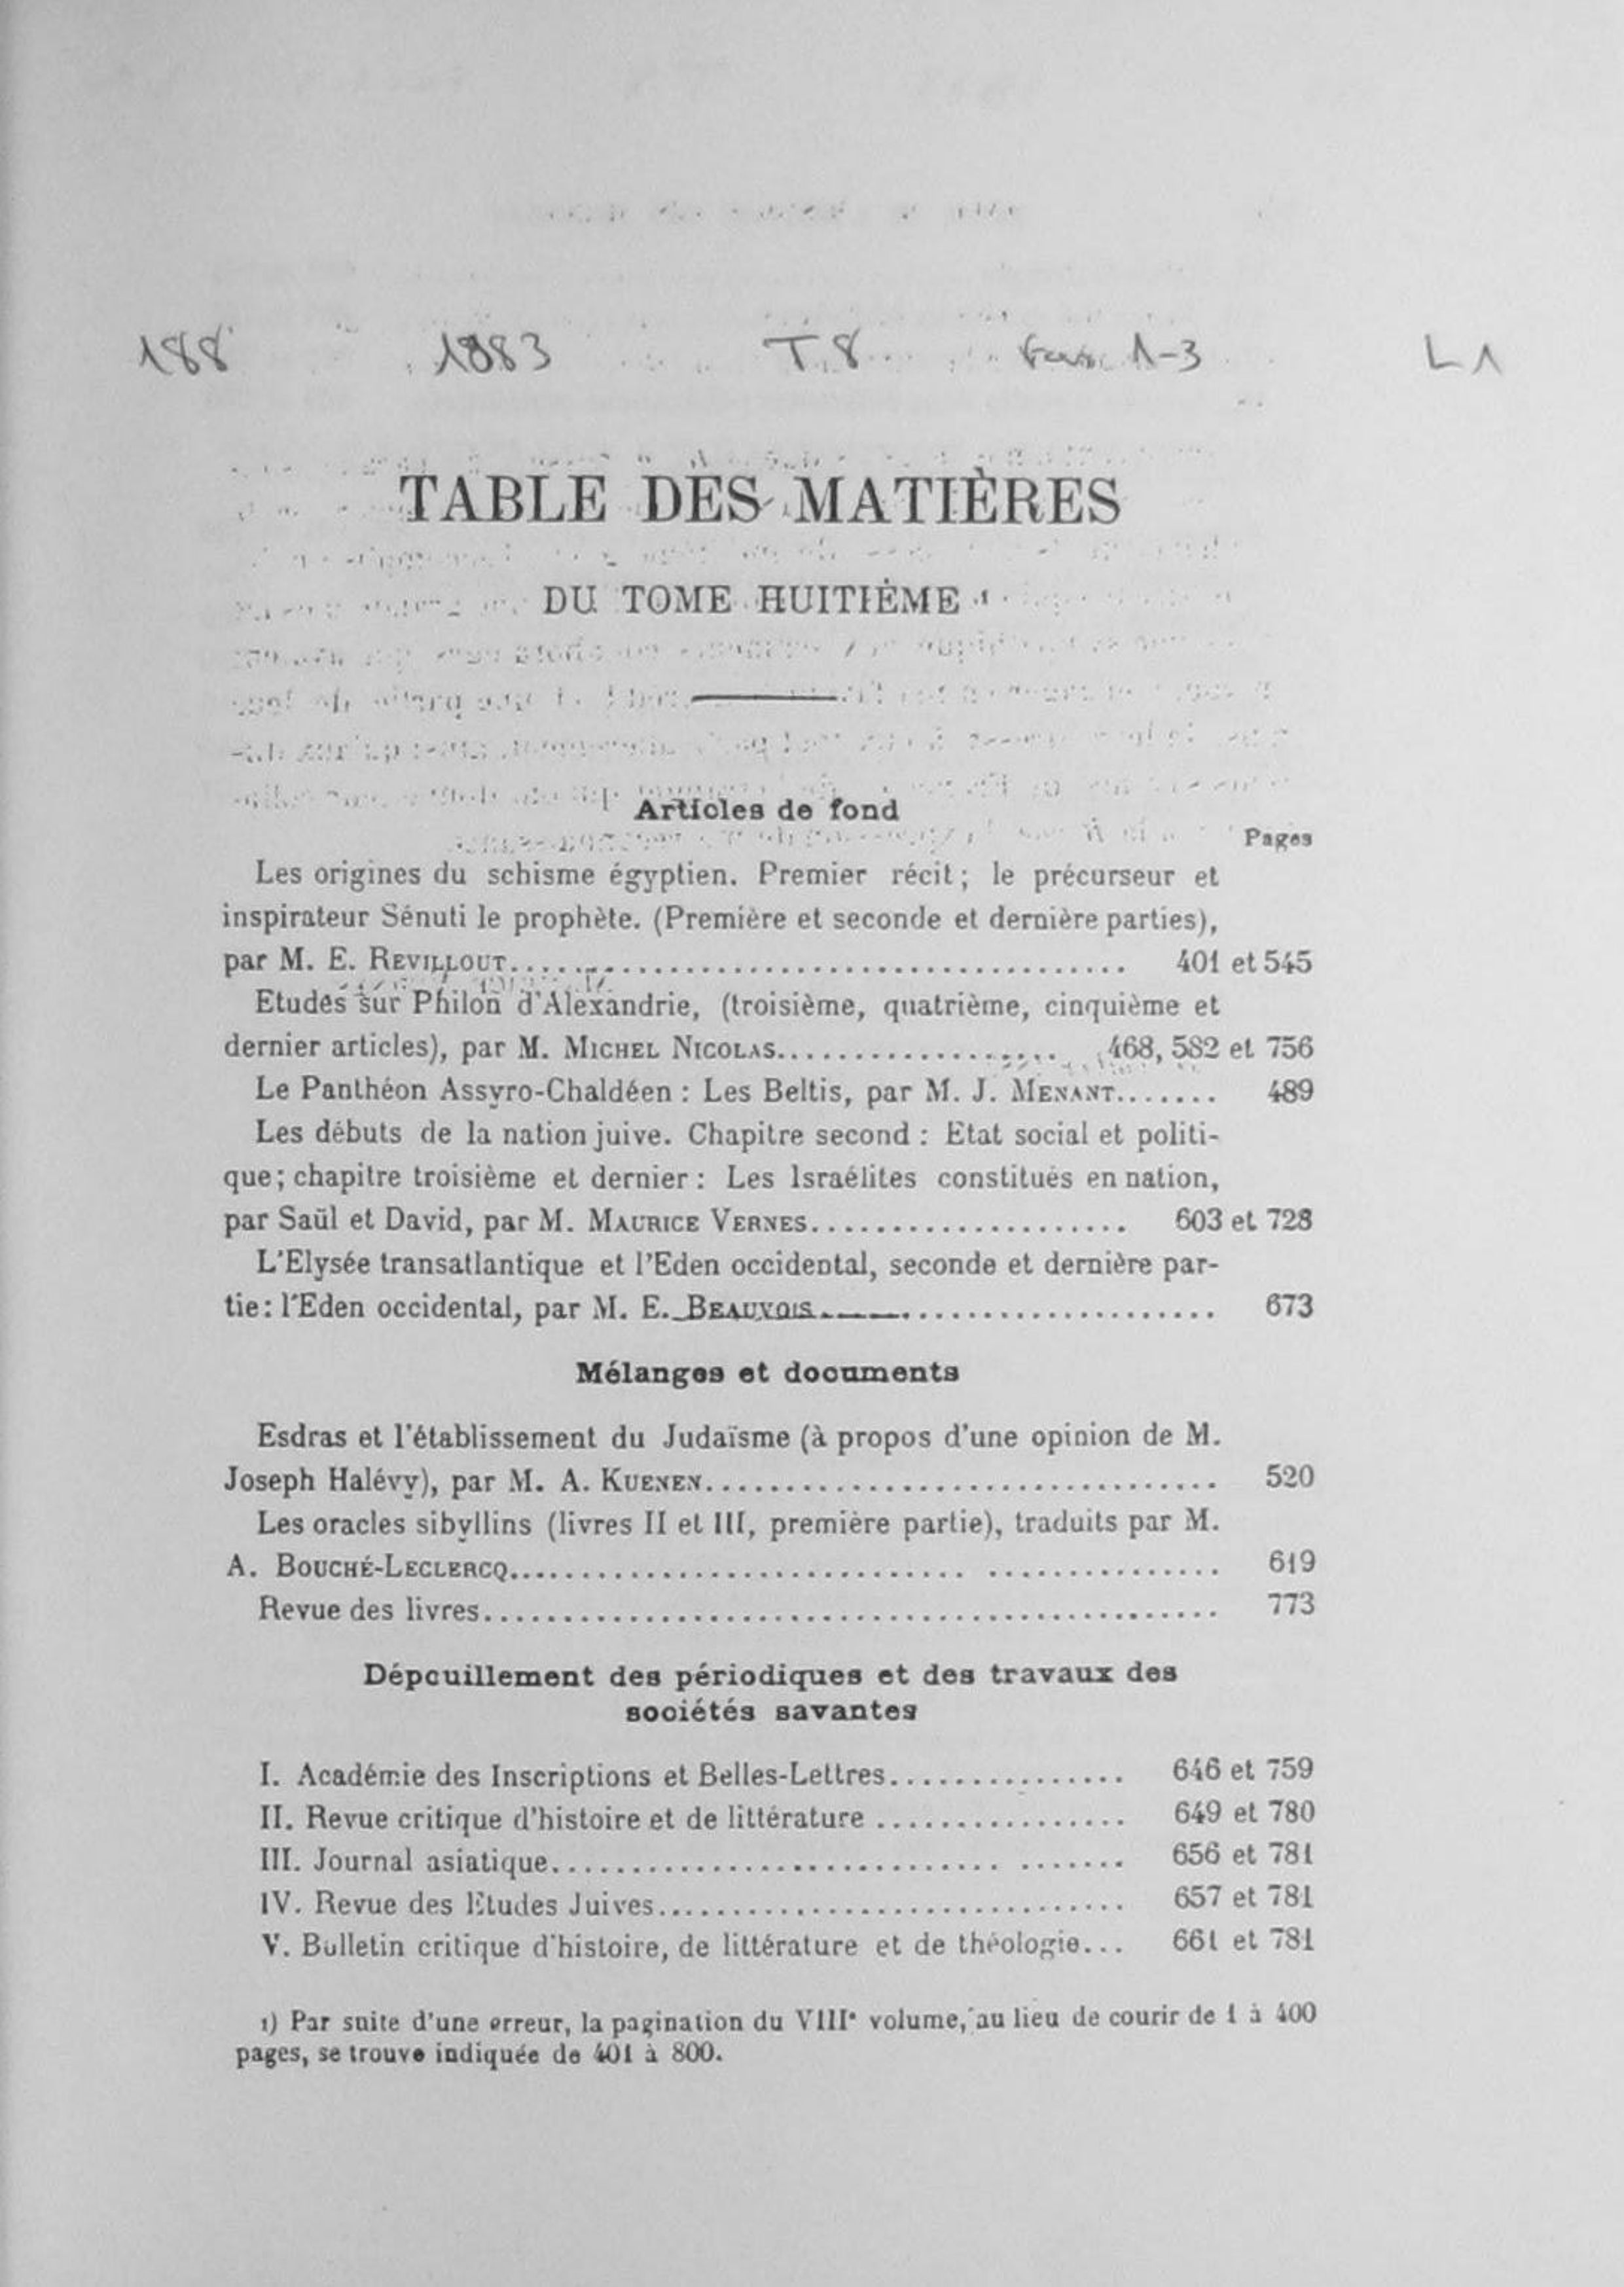 188 1883 T.8 Fasc. 1-3 L1
TABLE DES MATIÈRES
DU TOME HUITIÈME ¹
Articles de fond
Pages
Les origines du schisme égyptien. Premier récit; le précurseur et
inspirateur Sénuti le prophète. (Première et seconde et dernière parties),
par M. E. REVILLOUT........................................ 401 et 545
Etudes sur Philon d'Alexandrie, (troisième, quatrième, cinquième et
dernier articles), par M. MICHEL NICOLAS.................. 468, 582 et 756
Le Panthéon Assyro-Chaldéen : Les Beltis, par M. J. MENANT....... 489
Les débuts de la nation juive. Chapitre second : Etat social et politi-
que; chapitre troisième et dernier : Les Israélites constitués en nation,
par Saül et David, par M. MAURICE VERNES.................... 603 et 728
L'Elysée transatlantique et l'Eden occidental, seconde et dernière par-
tie: l'Eden occidental, par M. E. BEAUVOIS......................... 673
Mélanges et documents
Esdras et l'établissement du Judaïsme (à propos d'une opinion de M.
Joseph Halévy), par M. A. KUENEN................................ 520
Les oracles sibyllins (livres II et III, première partie), traduits par M.
A. BOUCHÉ-LECLERCQ............................ ............... 619
Revue des livres.............................................. 773
Dépouillement des périodiques et des travaux des
sociétés savantes
I. Académie des Inscriptions et Belles-Lettres............... 646 et 759
II. Revue critique d'histoire et de littérature ................ 649 et 780
III. Journal asiatique............................ ....... 656 et 781
IV. Revue des Etudes Juives.............................. 657 et 781
V. Bulletin critique d'histoire, de littérature et de théologie... 661 et 781
1) Par suite d'une erreur, la pagination du VIIIᵉ volume, au lieu de courir de 1 à 400
pages, se trouve indiquée de 401 à 800.